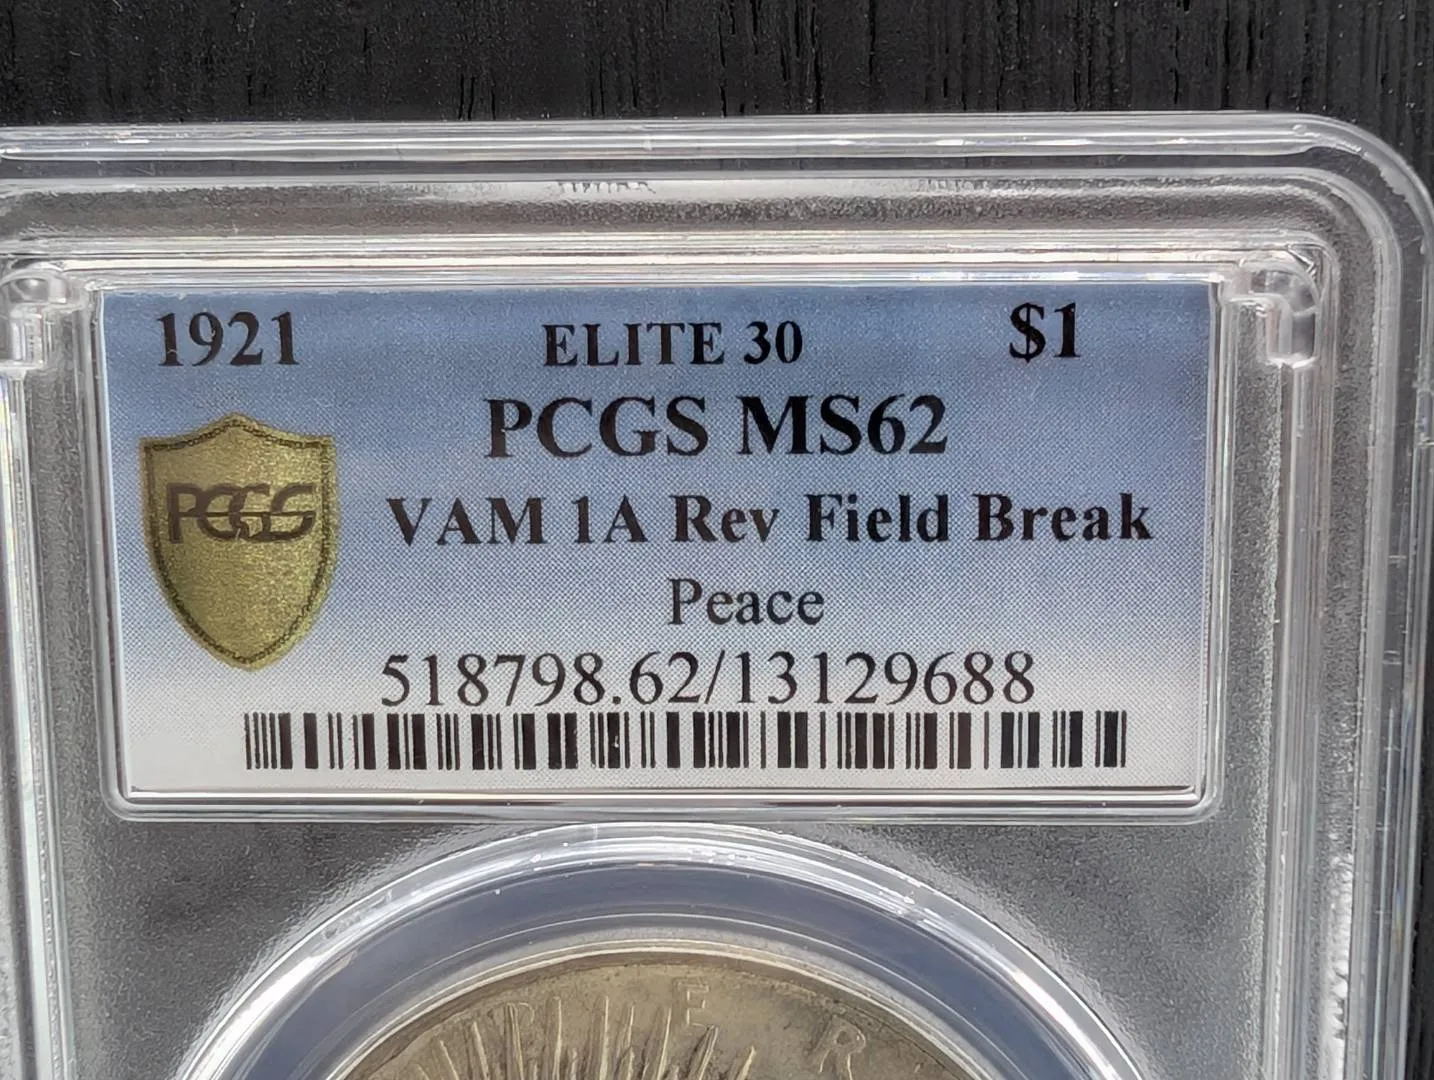 1921 ELITE 30 $1
PCGS MS62
PCGS
VAM 1A Rev Field Break
Peace
518798.62/13129688
I B E R